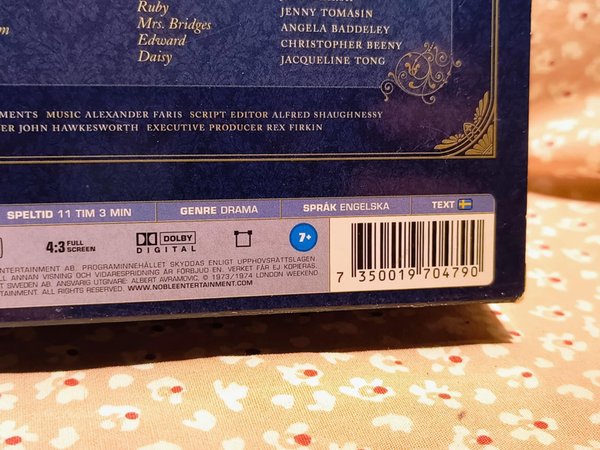 Ruby
JENNY TOMASIN
Mrs. Bridges
ANGELA BADDELEY
Edward
CHRISTOPHER BEENY
Daisy
JACQUELINE TONG
MUSIC ALEXANDER FARIS SCRIPT EDITOR ALFRED SHAUGHNESSY
JOHN HAWKESWORTH EXECUTIVE PRODUCER REX FIRKIN
SPELTID 11 TIM 3 MIN GENRE DRAMA SPRÅK ENGELSKA TEXT
4:3 FULL SCREEN DOLBY DIGITAL 7+
ENTERTAINMENT AB. PROGRAMINNEHÅLLET SKYDDAS ENLIGT UPPHOVSRÄTTSLAGEN.
ANNAN VISNING OCH VIDARESPRIDNING ÄR FÖRBJUD EN. VERKET FÅR EJ KOPIERAS,
SWEDEN AB. ANSVARIG UTGIVARE: ALBERT AVRAMOVIC © 1973/1974 LONDON WEEKEND
ALL RIGHTS RESERVED. WWW.NOBLEENTERTAINMENT.COM
7 350019 704790